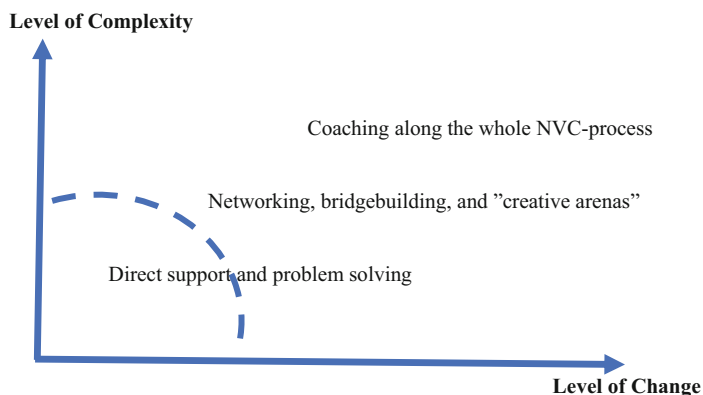 Level of Complexity
Coaching along the whole NVC-process
Networking, bridgebuilding, and ”creative arenas”
Direct support and problem solving
Level of Change